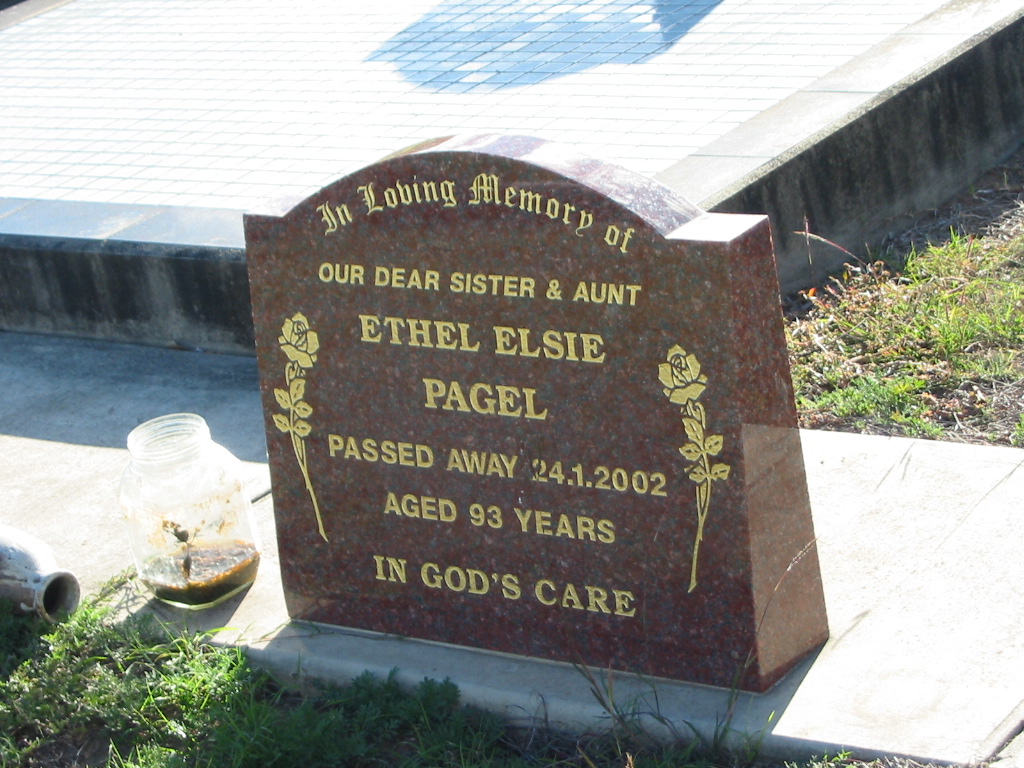 In Loving Memory of
OUR DEAR SISTER & AUNT
ETHEL ELSIE
PAGEL
PASSED AWAY 24.1.2002
AGED 93 YEARS
IN GOD'S CARE